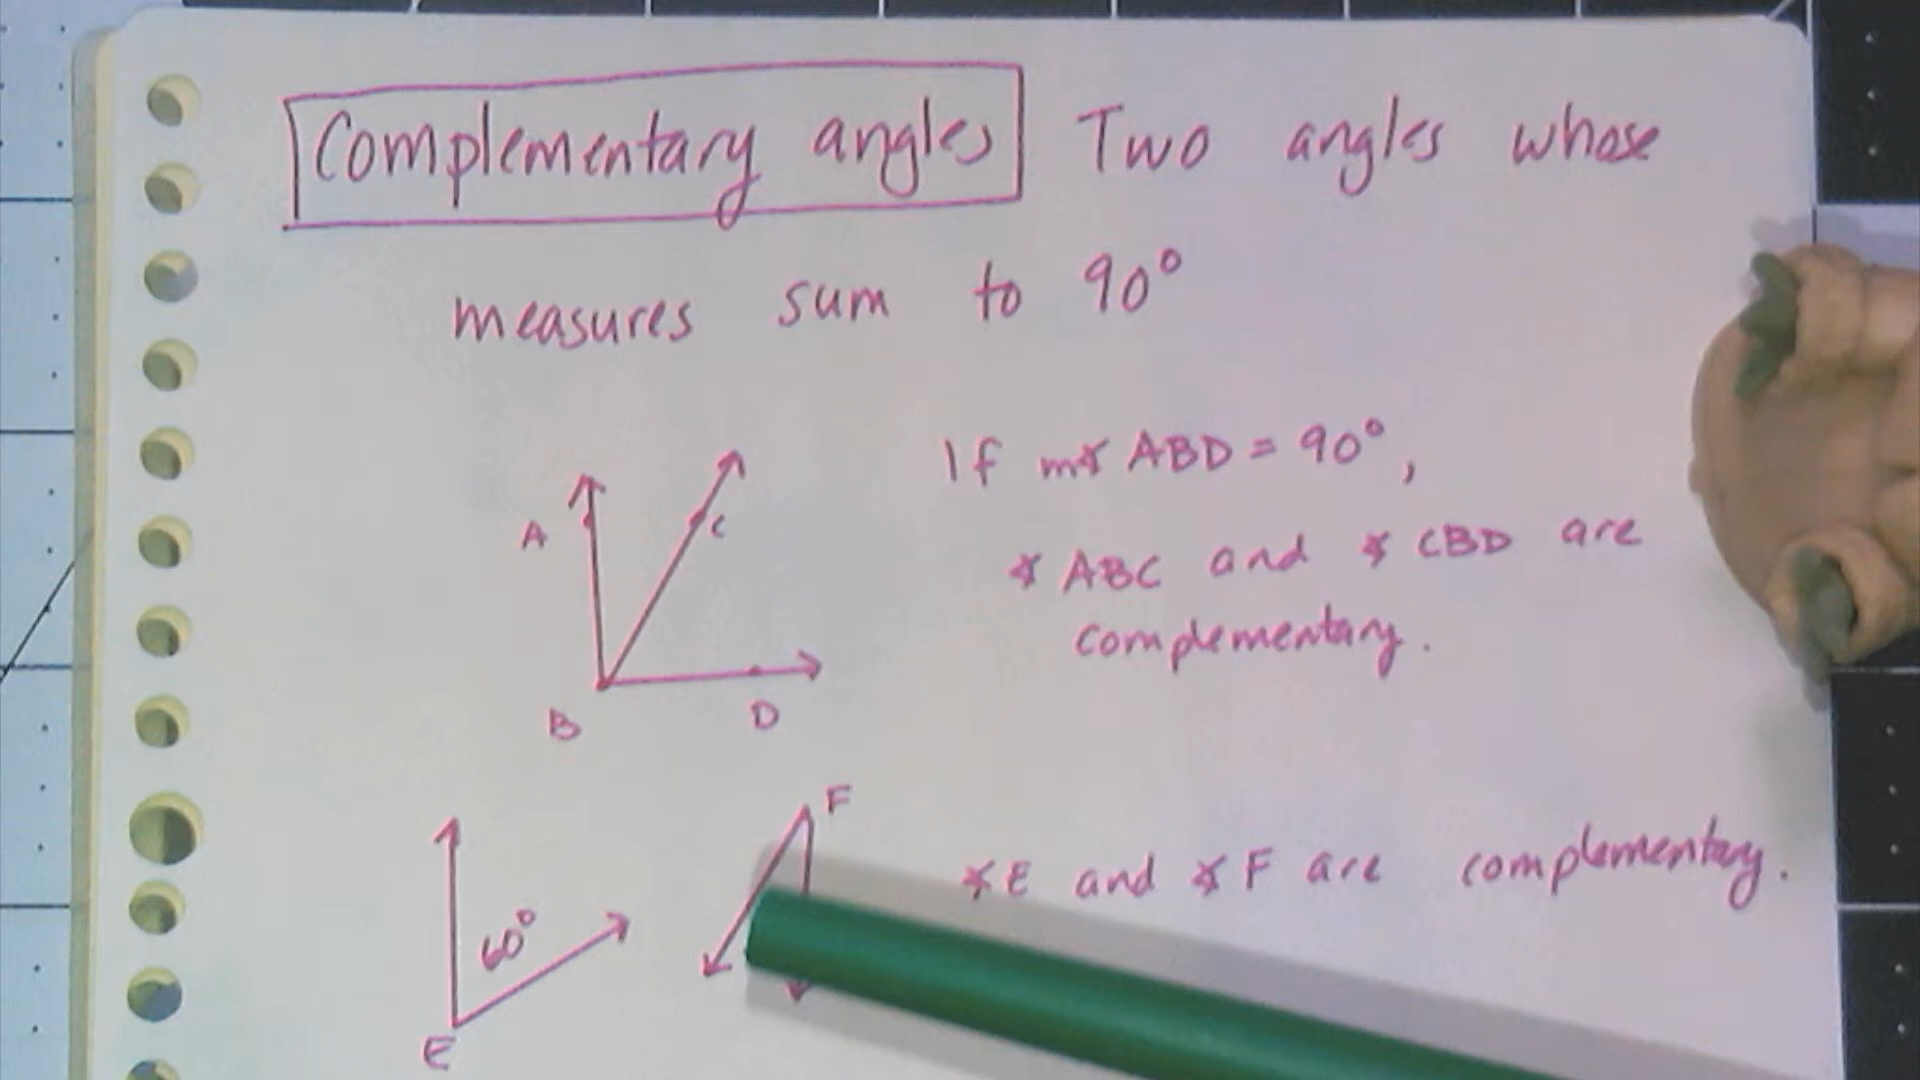 Complementary angles Two angles whose
measures sum to 90°
If m∡ABD = 90°,
∡ABC and ∡CBD are
complementary.
A
C
B
D
F
∡E and ∡F are complementary.
60°
E